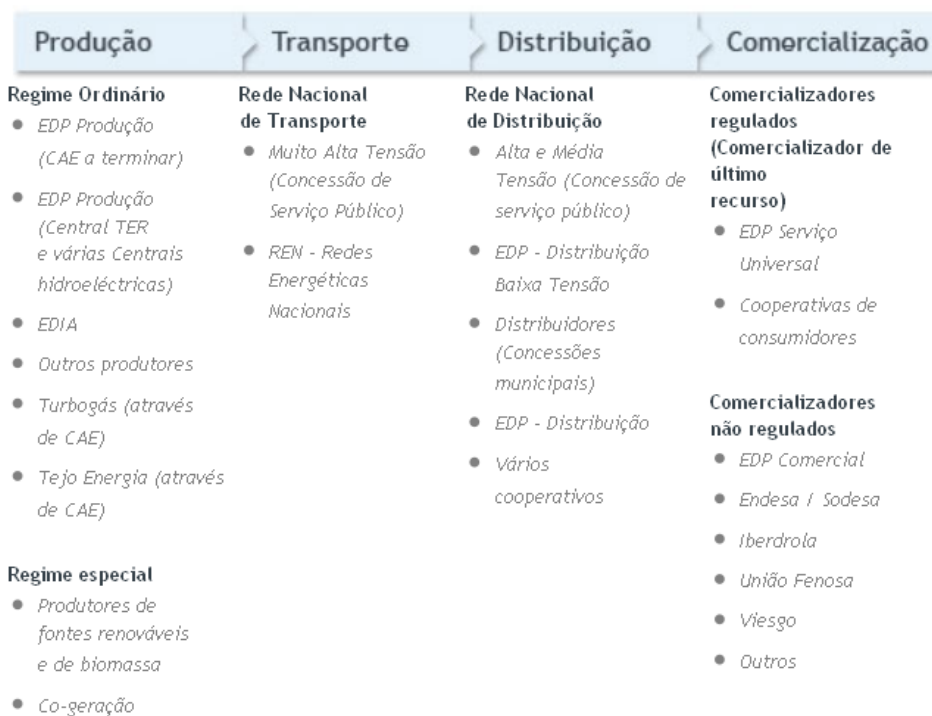 Produção
Transporte
Distribuição
Comercialização
Regime Ordinário
EDP Produção
(CAE a terminar)
EDP Produção
(Central TER
e várias Centrais
hidroeléctricas)
EDIA
Outros produtores
Turbogás (através
de CAE)
Tejo Energia (através
de CAE)
Regime especial
Produtores de
fontes renováveis
e de biomassa
Co-geração
Rede Nacional
de Transporte
Muito Alta Tensão
(Concessão de
Serviço Público)
REN - Redes
Energéticas
Nacionais
Rede Nacional
de Distribuição
Alta e Média
Tensão (Concessão de
serviço público)
EDP - Distribuição
Baixa Tensão
Distribuidores
(Concessões
municipais)
EDP - Distribuição
Vários
cooperativos
Comercializadores
regulados
(Comercializador de
último
recurso)
EDP Serviço
Universal
Cooperativas de
consumidores
Comercializadores
não regulados
EDP Comercial
Endesa / Sodesa
Iberdrola
União Fenosa
Viesgo
Outros